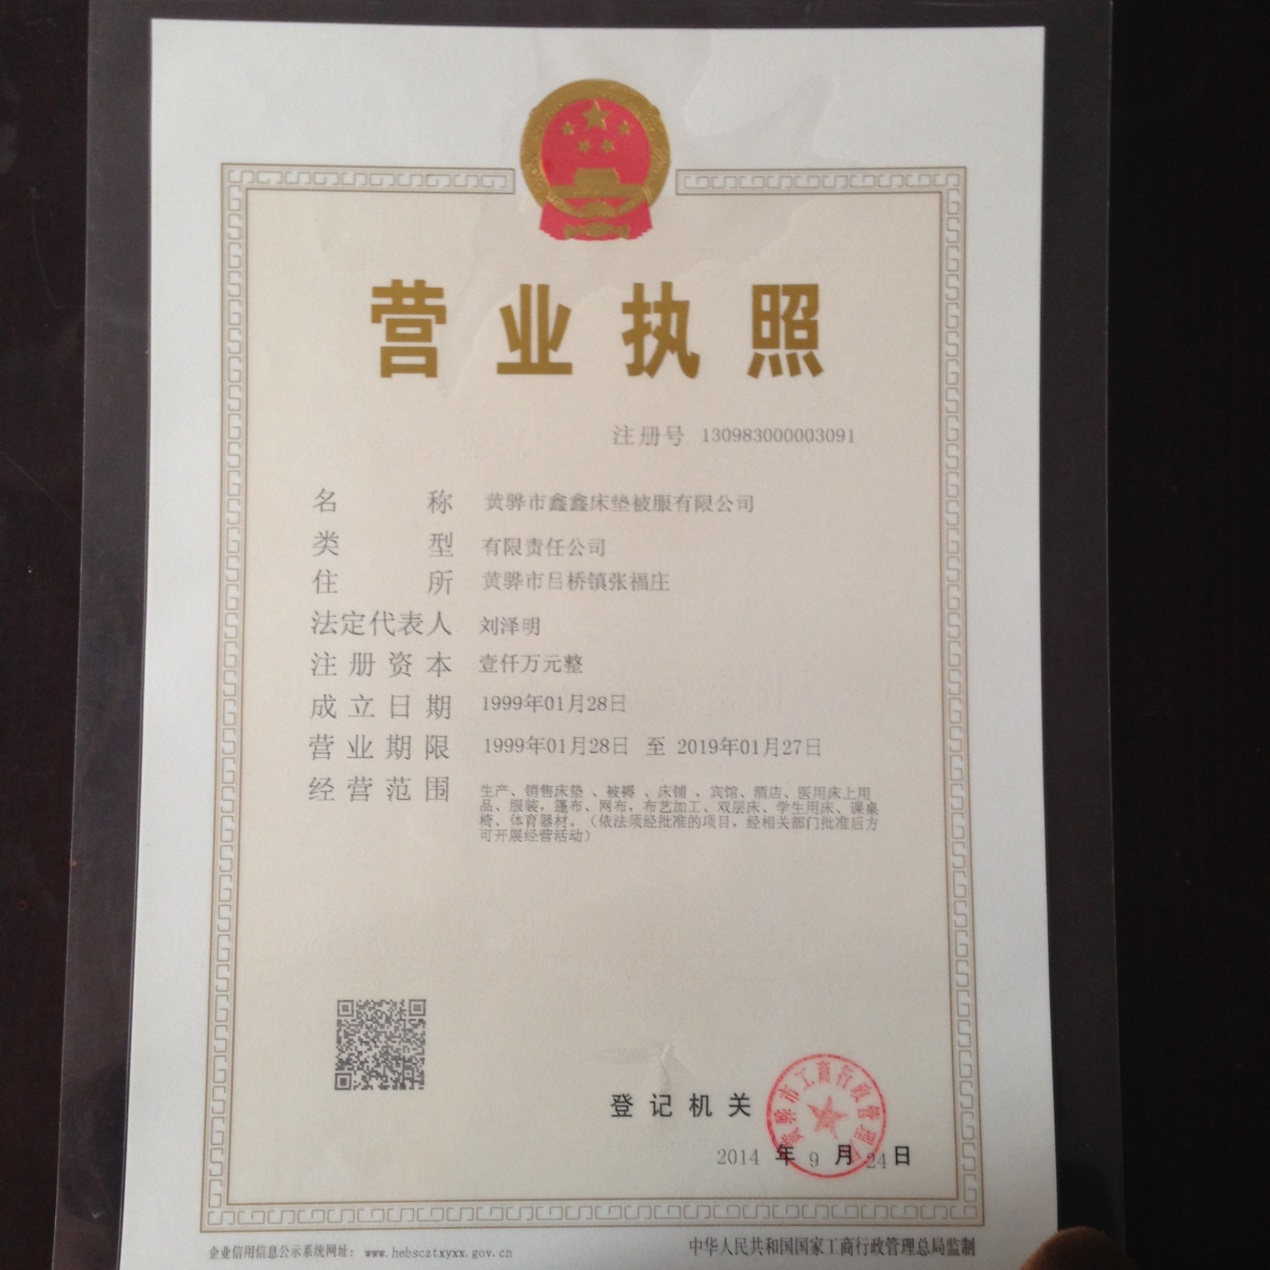 营业执照
注册号 130983000003091
名称 黄骅市鑫鑫床垫被服有限公司
类型 有限责任公司
住所 黄骅市吕桥镇张福庄
法定代表人 刘泽明
注册资本 壹仟万元整
成立日期 1999年01月28日
营业期限 1999年01月28日 至 2019年01月27日
经营范围 生产、销售床垫、被褥、床铺，宾馆、酒店、医用床上用
品、服装，篷布、网布，布艺加工、双层床、学生用床、课桌
椅、体育器材。（依法须经批准的项目，经相关部门批准后方
可开展经营活动）
登记机关
黄骅市工商行政管理局
2014 年 9 月 24 日
企业信用信息公示系统网址： www.hebscztxyxx.gov.cn
中华人民共和国国家工商行政管理总局监制